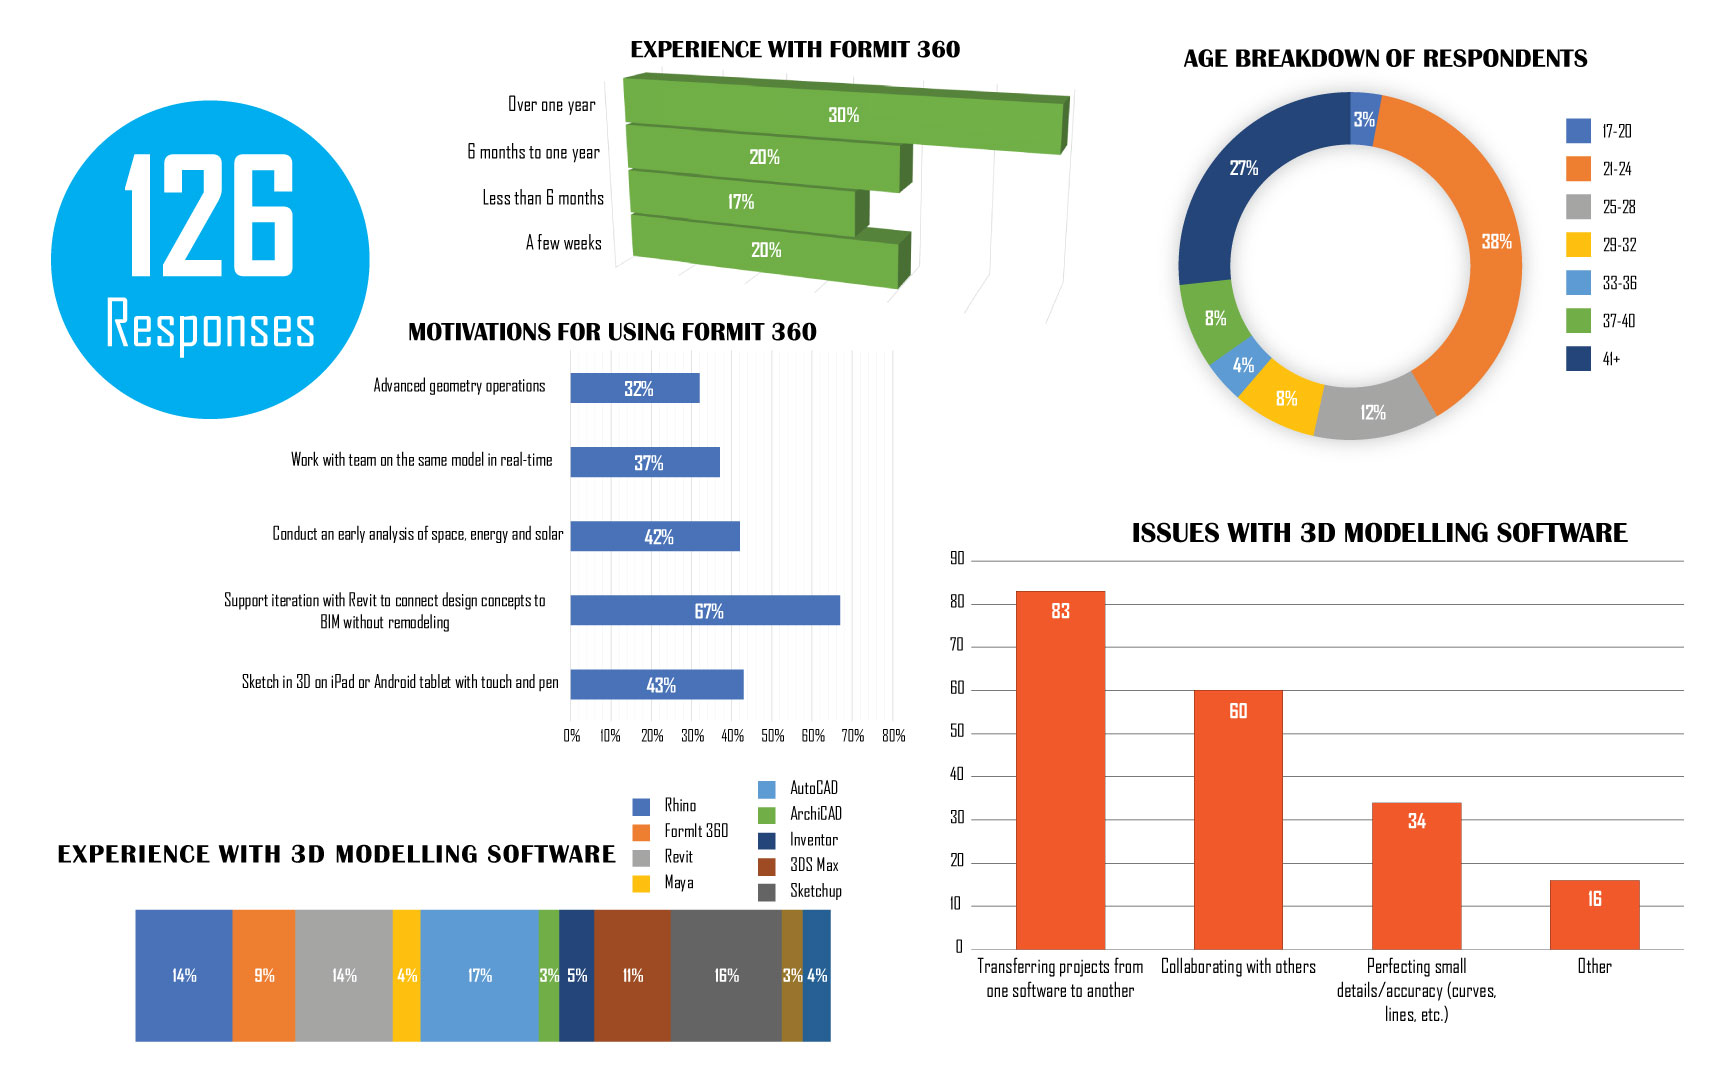 126
Responses
EXPERIENCE WITH FORMIT 360
Over one year
30%
6 months to one year
20%
Less than 6 months
17%
A few weeks
20%
AGE BREAKDOWN OF RESPONDENTS
3%
38%
12%
8%
4%
8%
27%
17-20
21-24
25-28
29-32
33-36
37-40
41+
MOTIVATIONS FOR USING FORMIT 360
Advanced geometry operations
32%
Work with team on the same model in real-time
37%
Conduct an early analysis of space, energy and solar
42%
Support iteration with Revit to connect design concepts to
BIM without remodeling
67%
Sketch in 3D on iPad or Android tablet with touch and pen
43%
0% 10% 20% 30% 40% 50% 60% 70% 80%
ISSUES WITH 3D MODELLING SOFTWARE
90
80
70
60
50
40
30
20
10
0
83
60
34
16
Transferring projects from
one software to another
Collaborating with others
Perfecting small
details/accuracy (curves,
lines, etc.)
Other
EXPERIENCE WITH 3D MODELLING SOFTWARE
Rhino
FormIt 360
Revit
Maya
AutoCAD
ArchiCAD
Inventor
3DS Max
Sketchup
14% 9% 14% 4% 17% 3% 5% 11% 16% 3% 4%